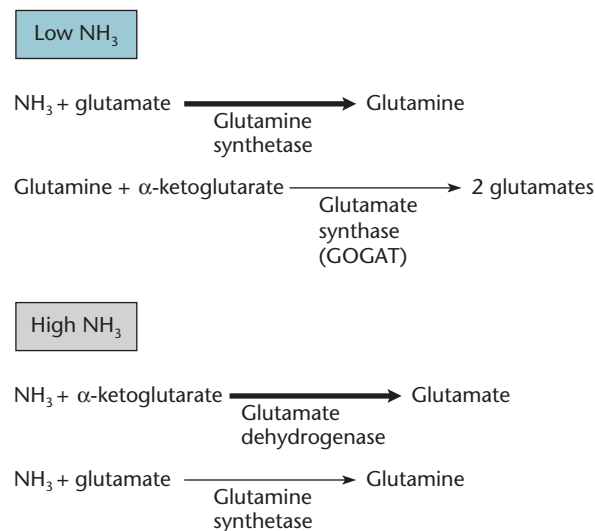 Low NH₃
NH₃ + glutamate Glutamine
Glutamine
synthetase
Glutamine + α-ketoglutarate 2 glutamates
Glutamate
synthase
(GOGAT)
High NH₃
NH₃ + α-ketoglutarate Glutamate
Glutamate
dehydrogenase
NH₃ + glutamate Glutamine
Glutamine
synthetase